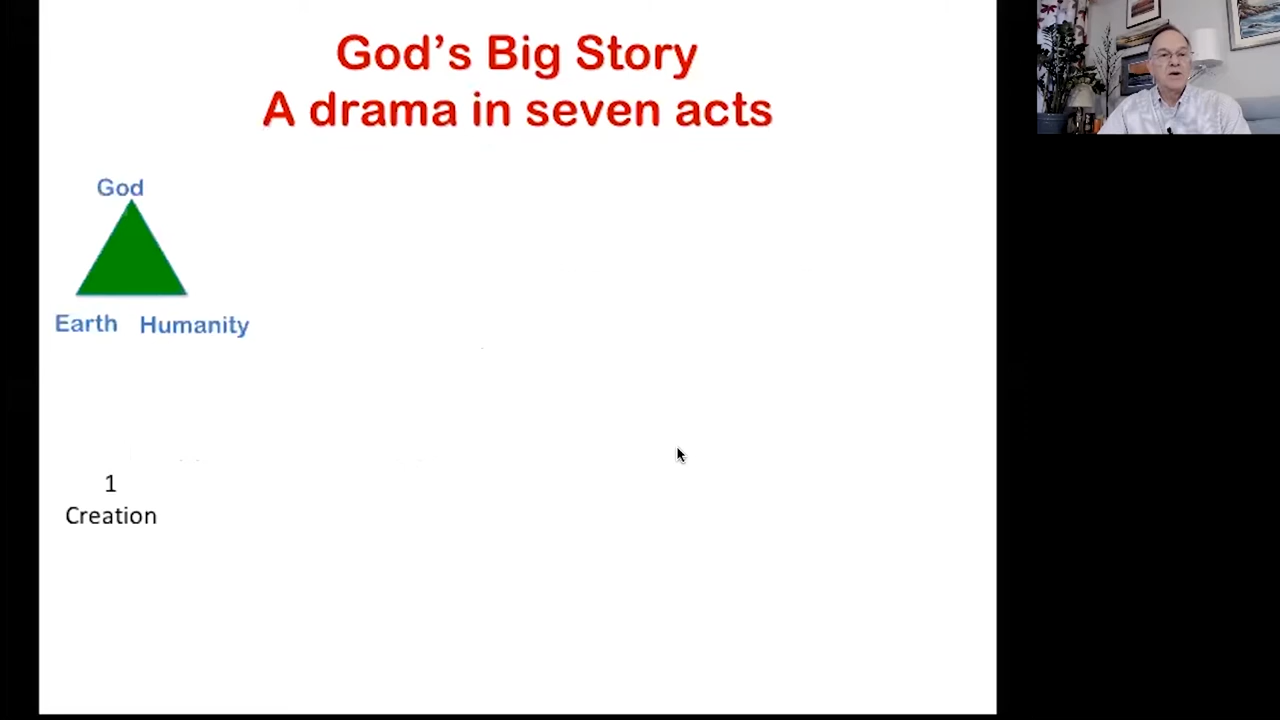 God’s Big Story
A drama in seven acts
God
Earth Humanity
1
Creation